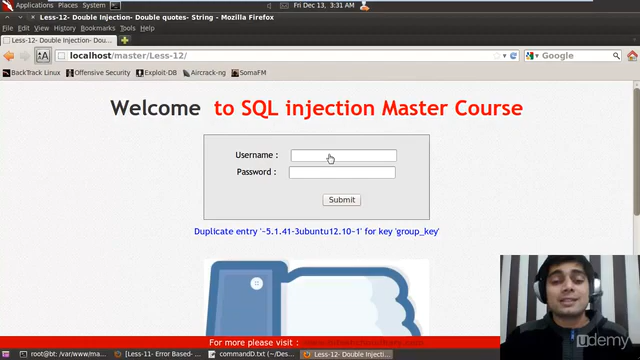 Applications Places System
Fri Dec 13, 3:31 AM
Less-12- Double Injection- Double quotes- String - Mozilla Firefox
File Edit View History Bookmarks Tools Help
Less-12- Double Injection- Dou...
localhost/master/Less-12/
Google
BackTrack Linux Offensive Security Exploit-DB Aircrack-ng SomaFM
Welcome to SQL injection Master Course
Username :
Password :
Submit
Duplicate entry '~5.1.41-3ubuntu12.10~1' for key 'group_key'
For more please visit :
root@bt: /var/www/ma... Less-11- Error Based- ... commandD.txt (~/Des... Less-12- Double Injecti...
udemy